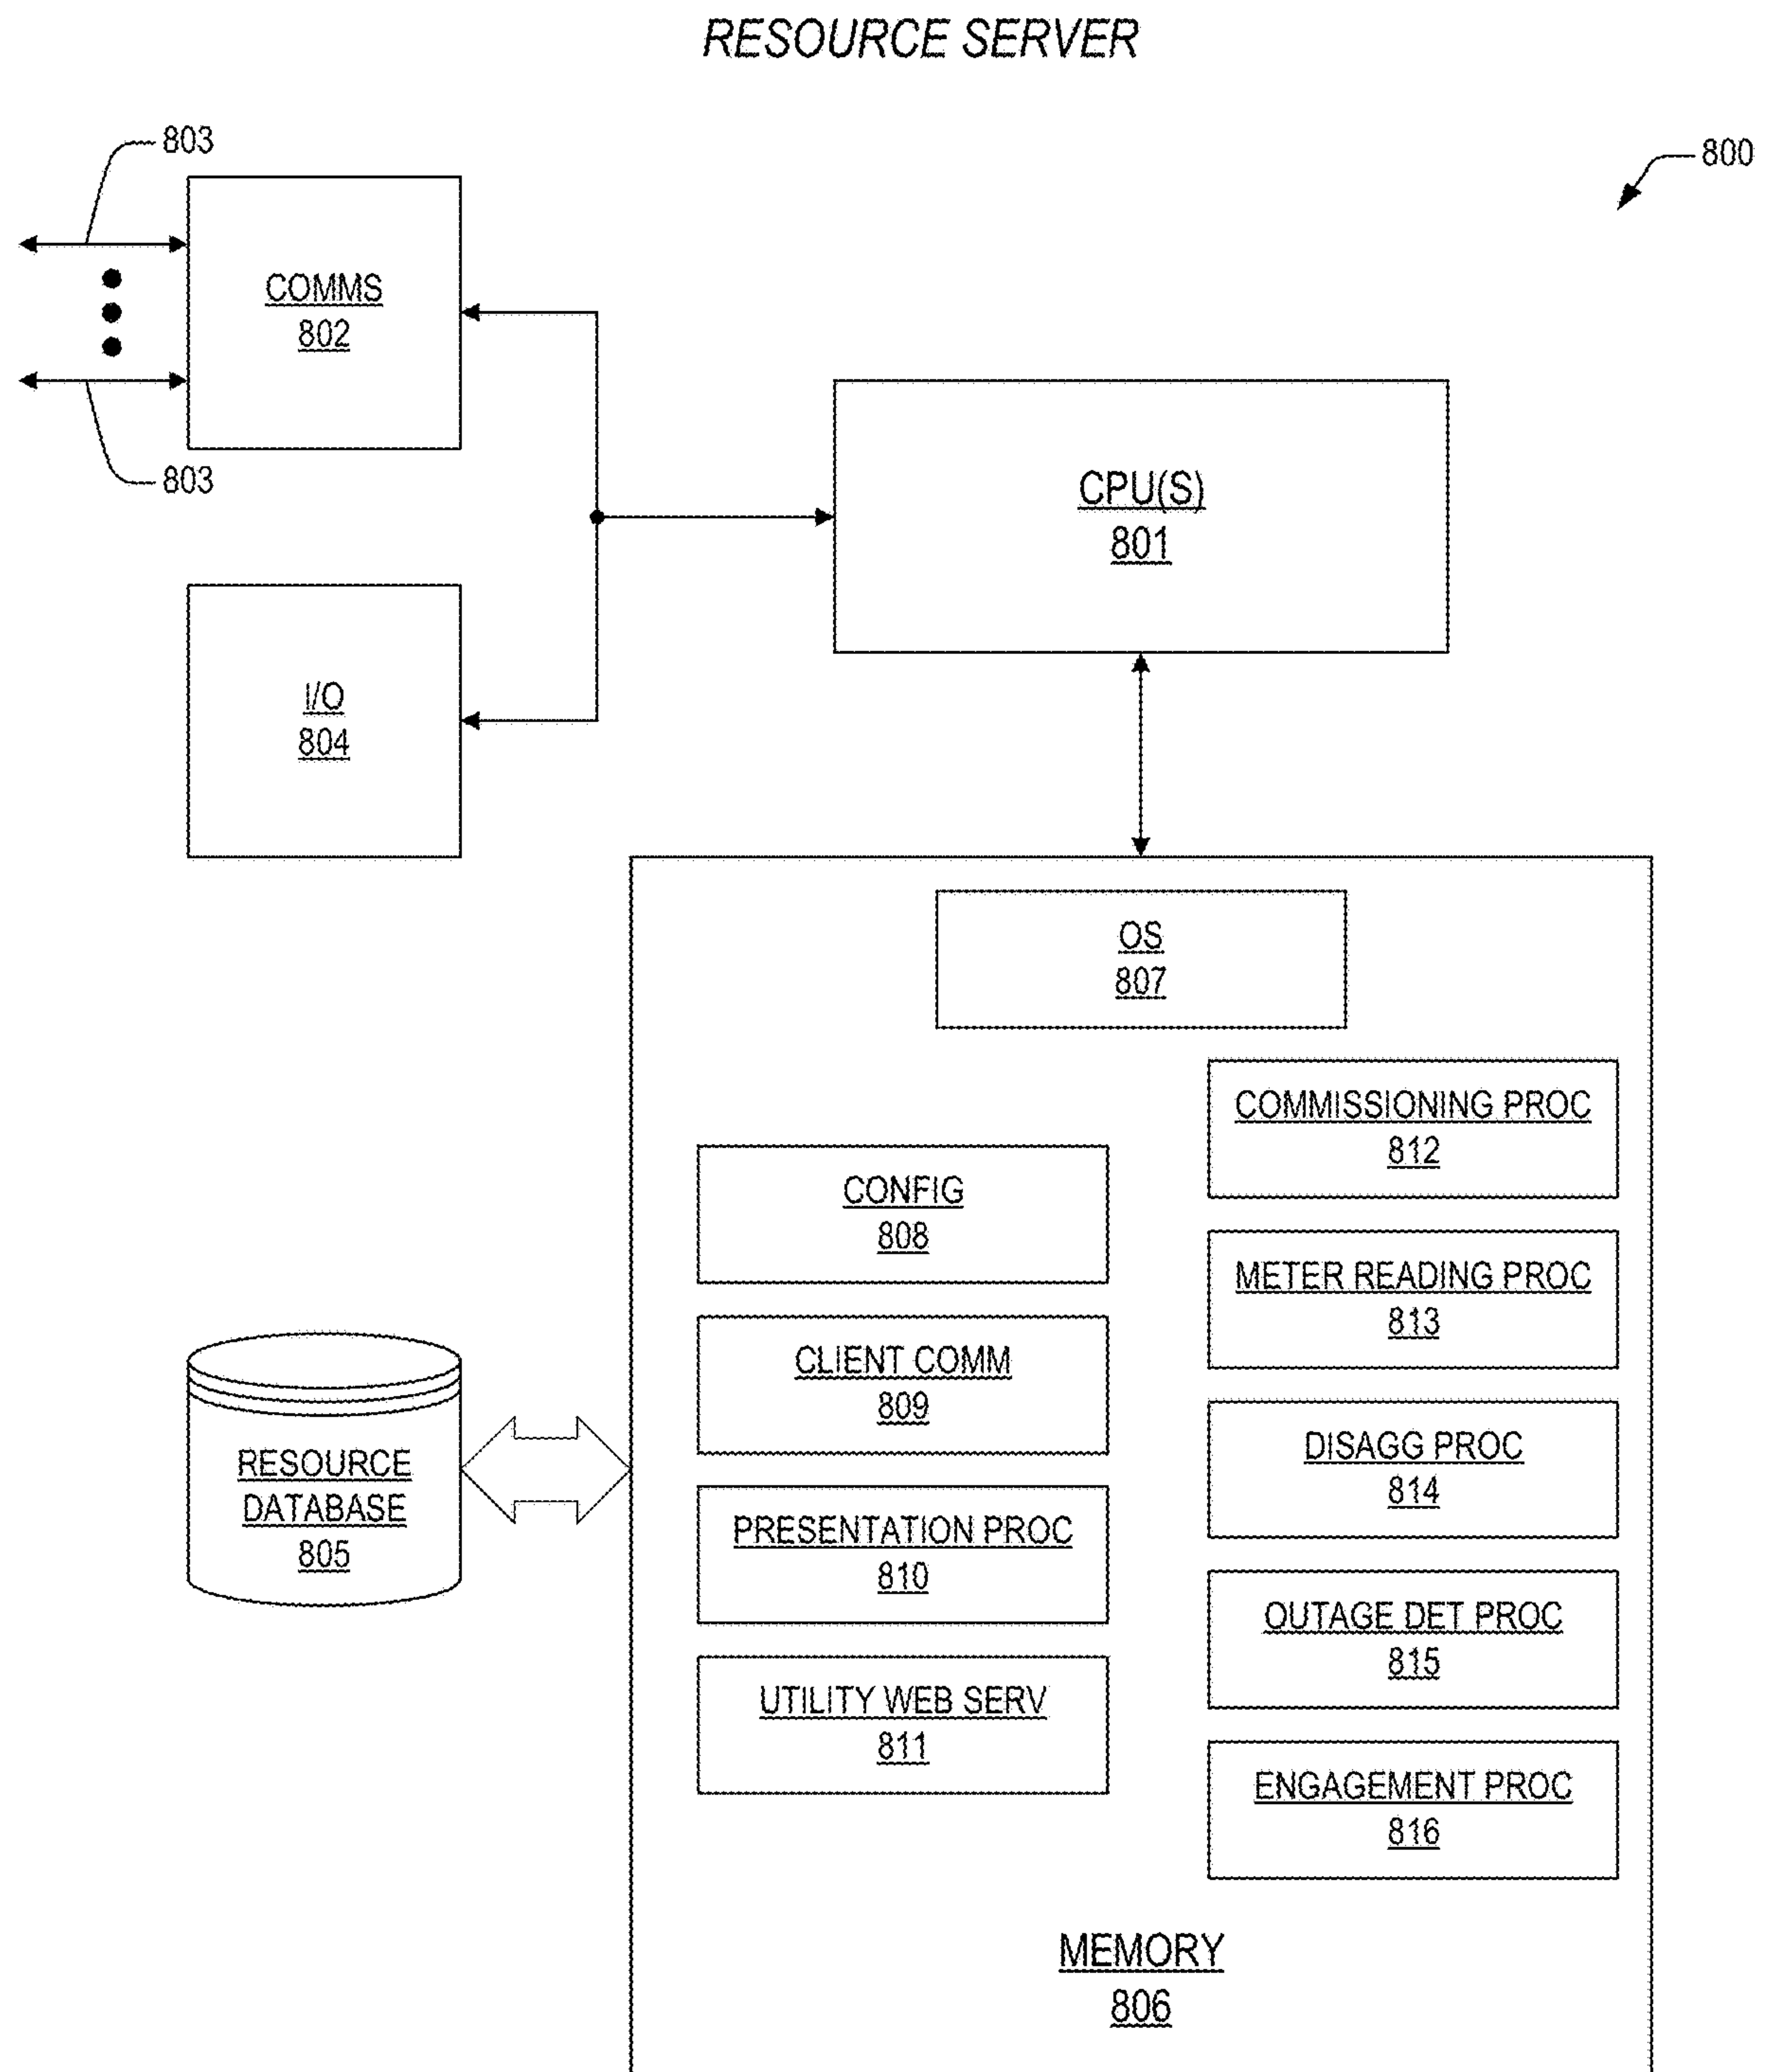 RESOURCE SERVER
803
800
COMMS
802
803
CPU(S)
801
I/O
804
OS
807
COMMISSIONING PROC
812
CONFIG
808
METER READING PROC
813
CLIENT COMM
809
DISAGG PROC
814
RESOURCE
DATABASE
805
PRESENTATION PROC
810
OUTAGE DET PROC
815
UTILITY WEB SERV
811
ENGAGEMENT PROC
816
MEMORY
806